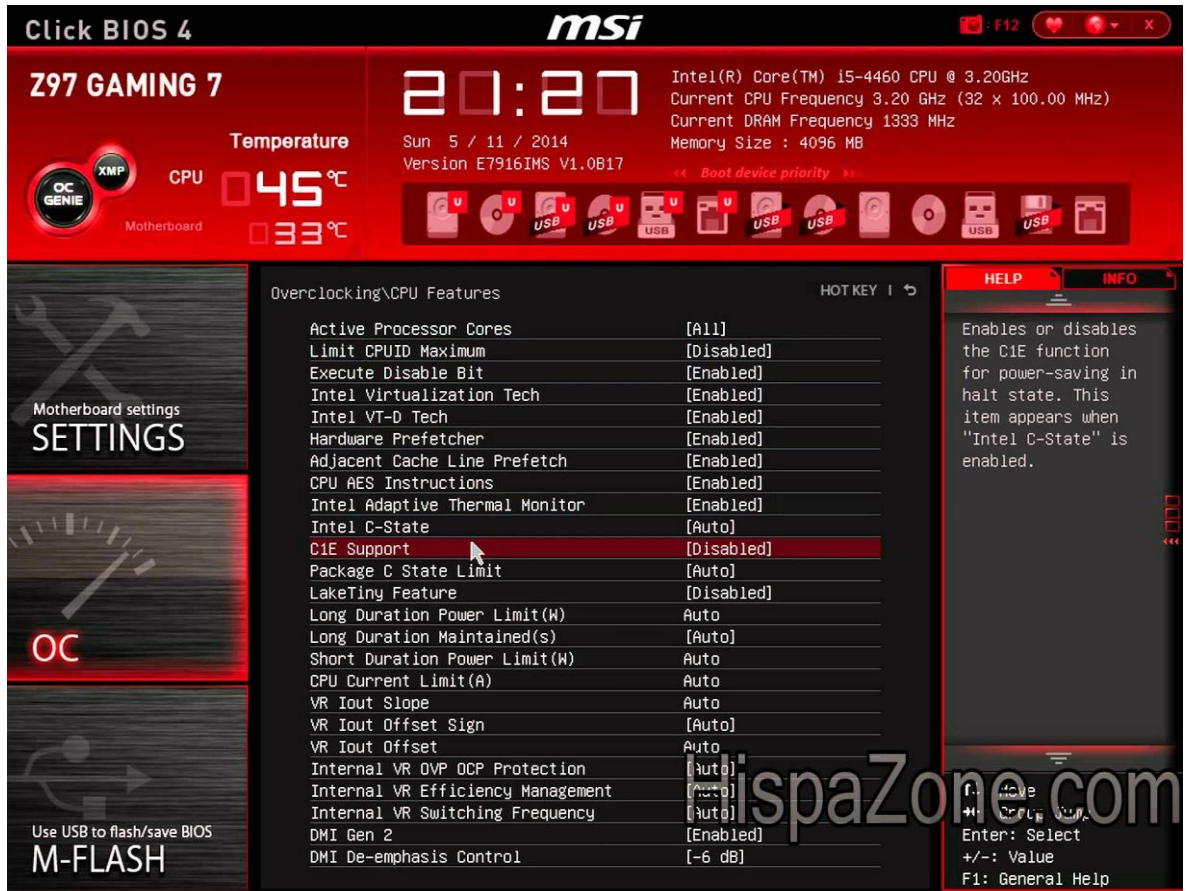 Click BIOS 4
msi
: F12
X
Z97 GAMING 7
21:27
Intel(R) Core(TM) i5-4460 CPU @ 3.20GHz
Current CPU Frequency 3.20 GHz (32 x 100.00 MHz)
Current DRAM Frequency 1333 MHz
Memory Size : 4096 MB
Sun 5 / 11 / 2014
Version E7916IMS V1.0B17
Temperature
XMP
OC
GENIE
CPU 45℃
Motherboard 33℃
Boot device priority
U U U USB U USB U USB U USB USB USB USB
Motherboard settings
SETTINGS
OC
Use USB to flash/save BIOS
M-FLASH
Overclocking\CPU Features
HOT KEY
Active Processor Cores [All]
Limit CPUID Maximum [Disabled]
Execute Disable Bit [Enabled]
Intel Virtualization Tech [Enabled]
Intel VT-D Tech [Enabled]
Hardware Prefetcher [Enabled]
Adjacent Cache Line Prefetch [Enabled]
CPU AES Instructions [Enabled]
Intel Adaptive Thermal Monitor [Enabled]
Intel C-State [Auto]
C1E Support [Disabled]
Package C State Limit [Auto]
LakeTiny Feature [Disabled]
Long Duration Power Limit(W) Auto
Long Duration Maintained(s) [Auto]
Short Duration Power Limit(W) Auto
CPU Current Limit(A) Auto
VR Iout Slope Auto
VR Iout Offset Sign [Auto]
VR Iout Offset Auto
Internal VR OVP OCP Protection [Auto]
Internal VR Efficiency Management [Auto]
Internal VR Switching Frequency [Auto]
DMI Gen 2 [Enabled]
DMI De-emphasis Control [-6 dB]
HELP
INFO
Enables or disables
the C1E function
for power-saving in
halt state. This
item appears when
"Intel C-State" is
enabled.
Move
Group Jump
Enter: Select
+/-: Value
F1: General Help
HispaZone.com